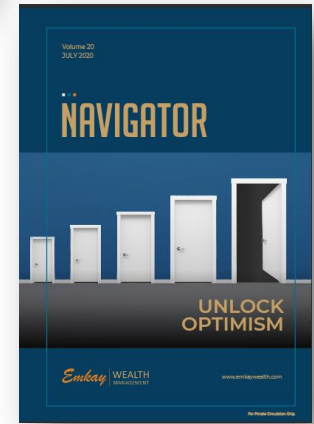 Volume 20
JULY 2020
NAVIGATOR
UNLOCK
OPTIMISM
Emkay WEALTH
MANAGEMENT
www.emkaywealth.com
For Private Circulation Only.